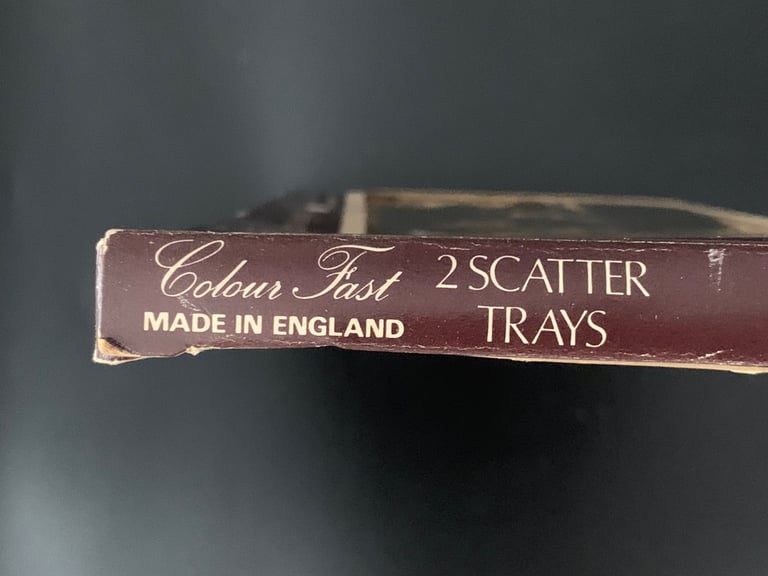 Colour Fast
MADE IN ENGLAND
2 SCATTER
TRAYS